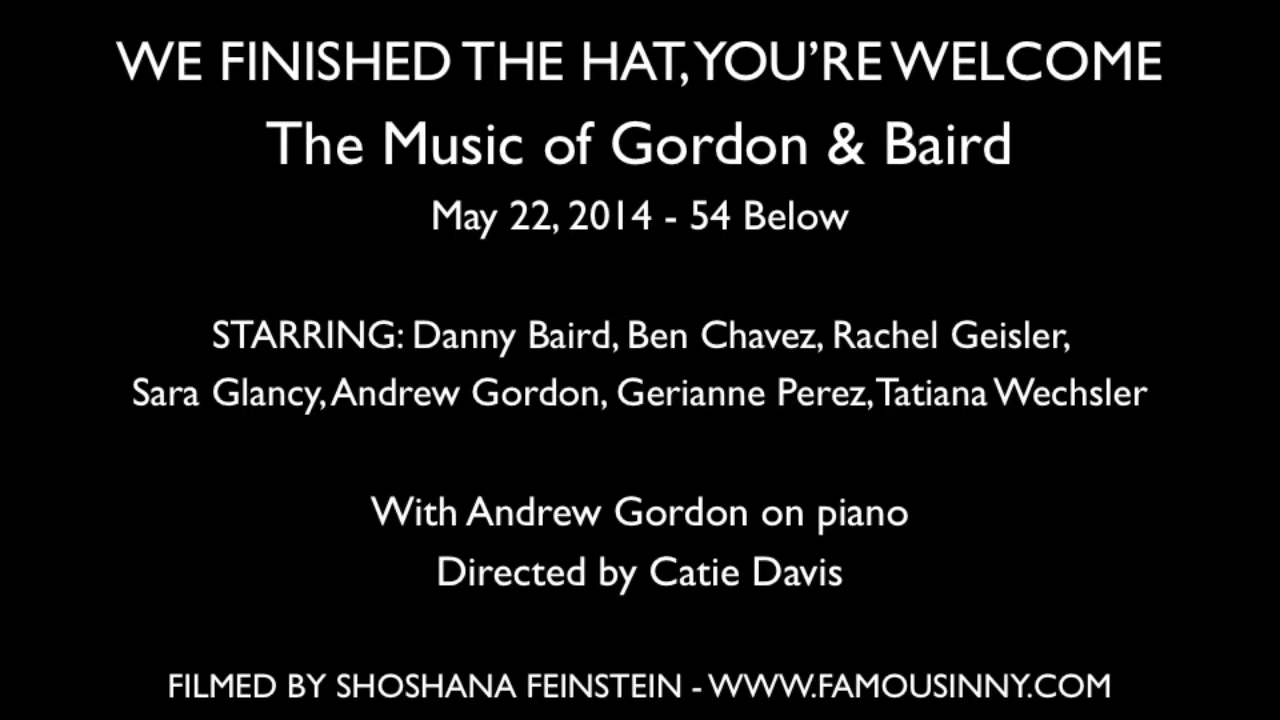 WE FINISHED THE HAT, YOU’RE WELCOME
The Music of Gordon & Baird
May 22, 2014 - 54 Below
STARRING: Danny Baird, Ben Chavez, Rachel Geisler,
Sara Glancy, Andrew Gordon, Gerianne Perez, Tatiana Wechsler
With Andrew Gordon on piano
Directed by Catie Davis
FILMED BY SHOSHANA FEINSTEIN - WWW.FAMOUSINNY.COM